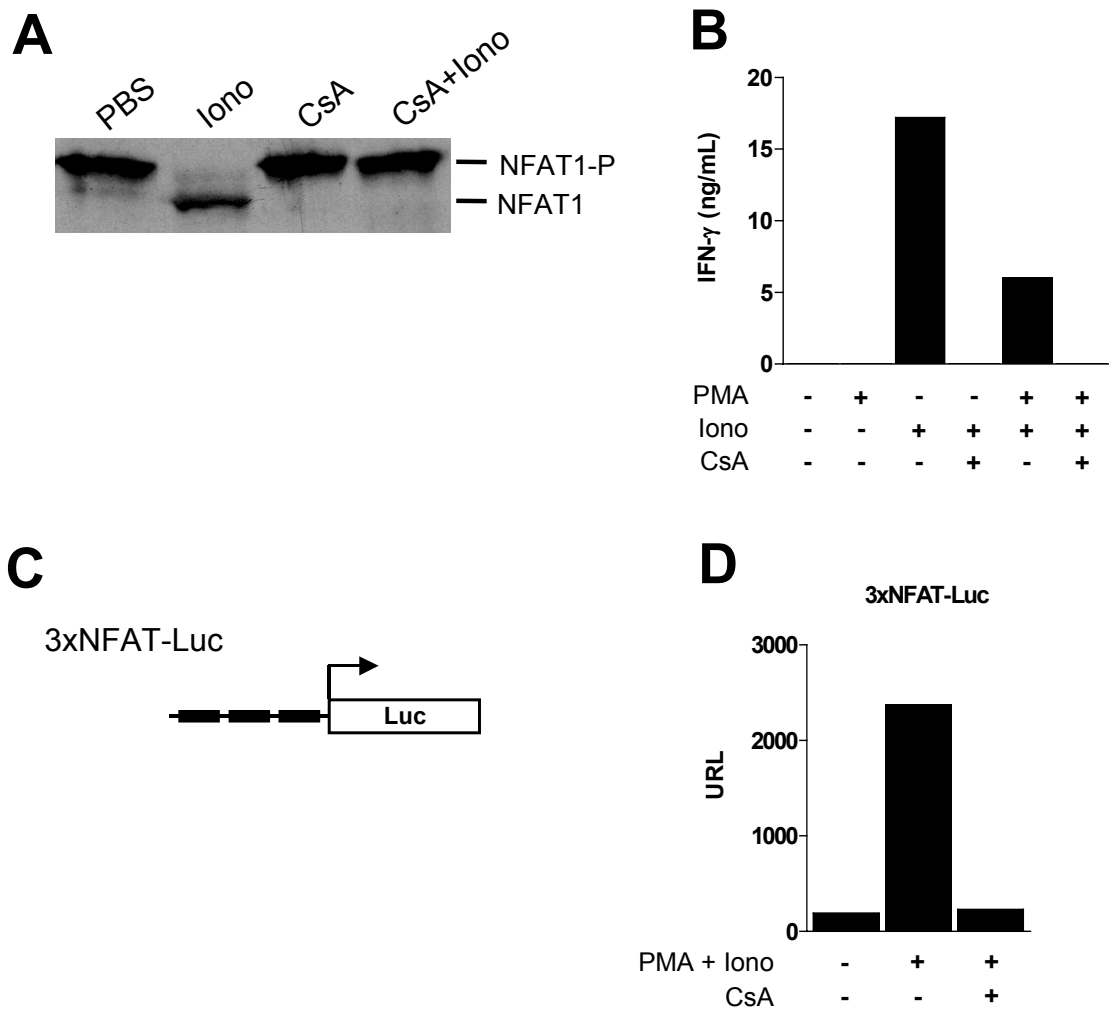 A
PBS Iono CsA CsA+Iono
NFAT1-P
NFAT1
B
20
15
10
5
0
IFN-γ (ng/mL)
PMA - + - - + +
Iono - - + + + +
CsA - - - + - +
C
3xNFAT-Luc
Luc
D
3xNFAT-Luc
3000
2000
1000
0
URL
PMA + Iono - + +
CsA - - +